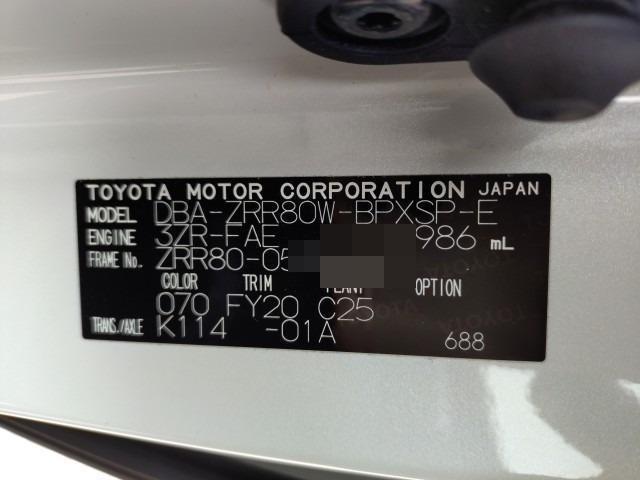 TOYOTA MOTOR CORPORATION JAPAN
MODEL DBA-ZRR80W-BPXSP-E
ENGINE 3ZR-FAE 986 mL
FRAME No. ZRR80-05
COLOR TRIM PLANT OPTION
070 FY20 C25
TRANS./AXLE K114 -01A 688